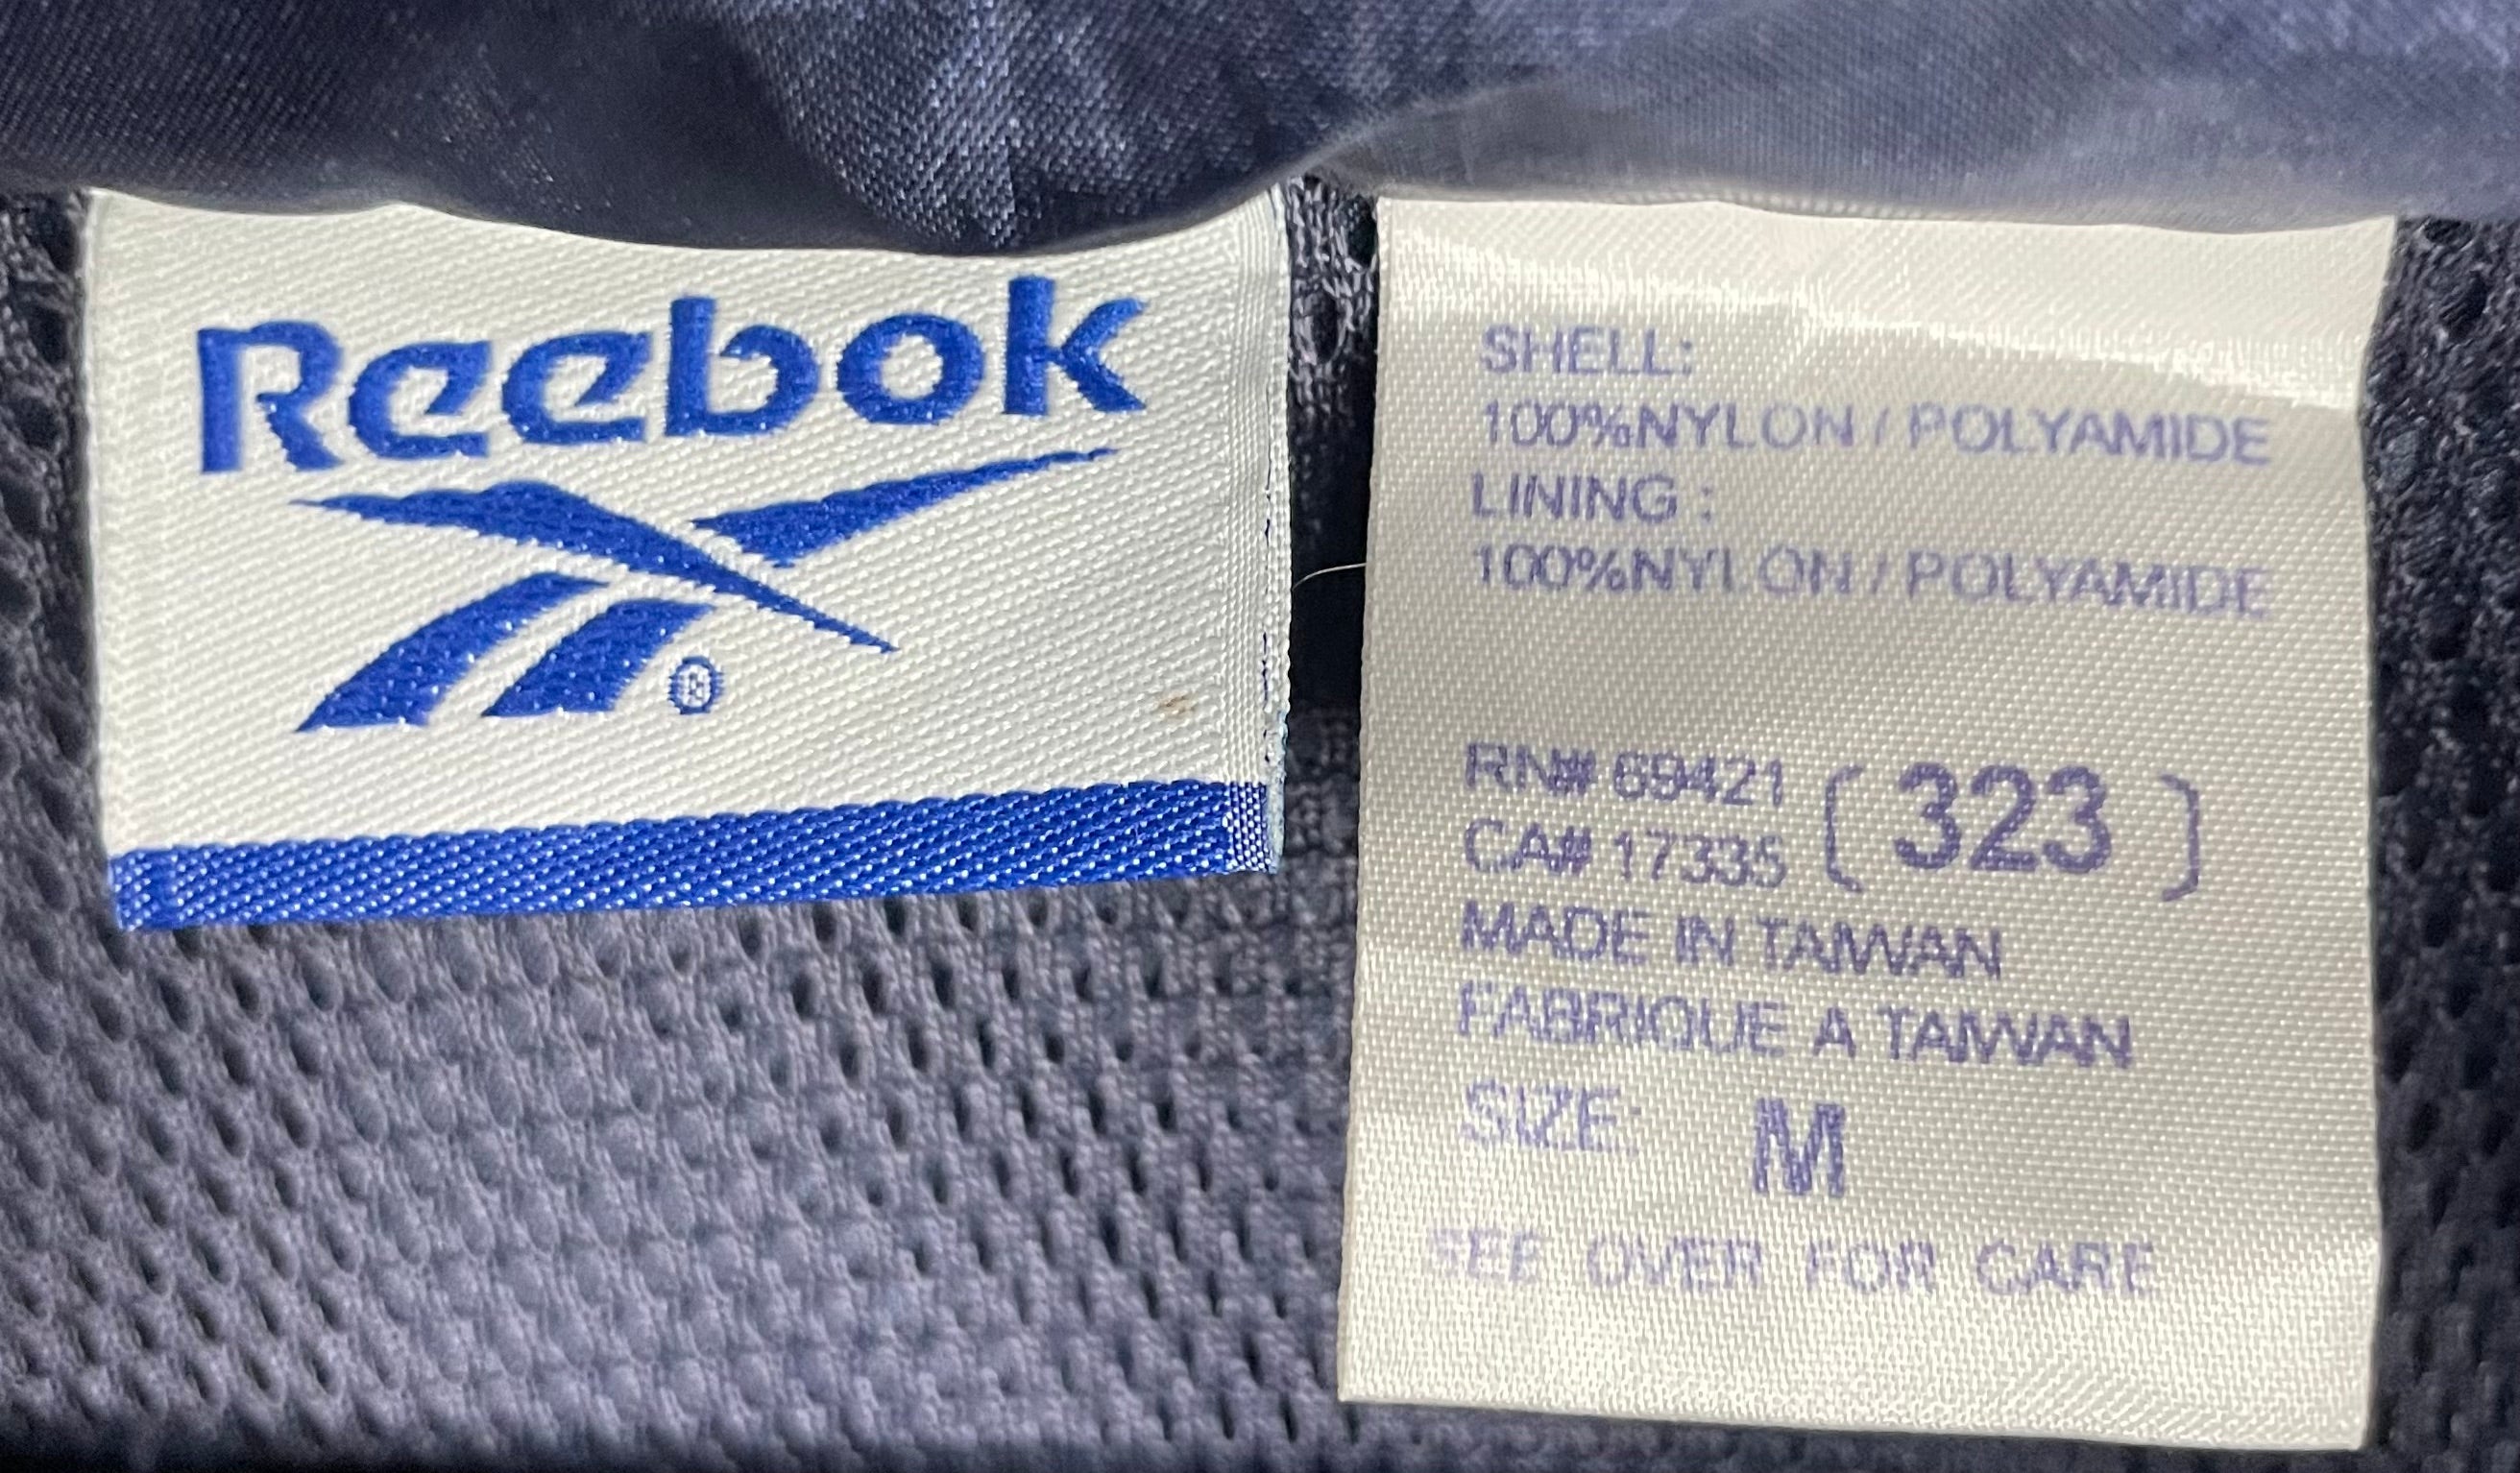 Reebok
®
SHELL:
100%NYLON / POLYAMIDE
LINING :
100%NYLON / POLYAMIDE
RN# 69421
CA# 17335
(323)
MADE IN TAIWAN
FABRIQUE A TAIWAN
SIZE: M
SEE OVER FOR CARE